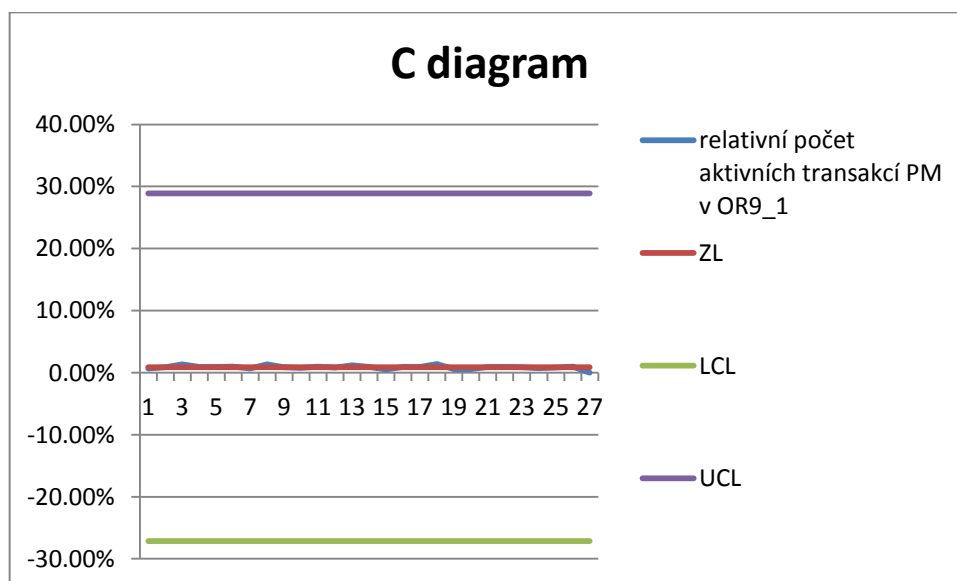 C diagram
40.00%
30.00%
20.00%
10.00%
0.00%
-10.00%
-20.00%
-30.00%
1 3 5 7 9 11 13 15 17 19 21 23 25 27
relativní počet
aktivních transakcí PM
v OR9_1
ZL
LCL
UCL